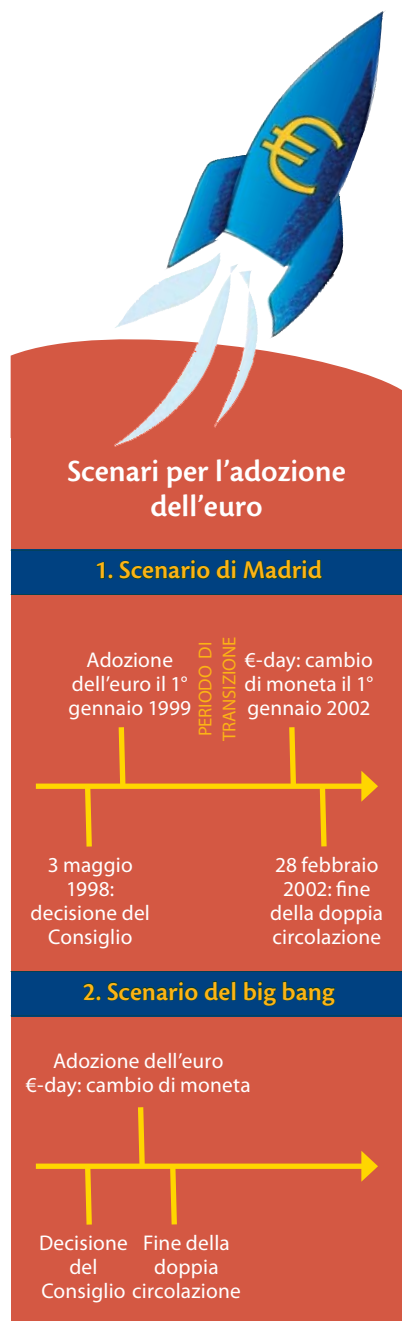 €
Scenari per l'adozione
dell'euro
1. Scenario di Madrid
Adozione
dell'euro il 1°
gennaio 1999
PERIODO DI
TRANSIZIONE
€-day: cambio
di moneta il 1°
gennaio 2002
3 maggio
1998:
decisione del
Consiglio
28 febbraio
2002: fine
della doppia
circolazione
2. Scenario del big bang
Adozione dell'euro
€-day: cambio di moneta
Decisione
del
Consiglio
Fine della
doppia
circolazione